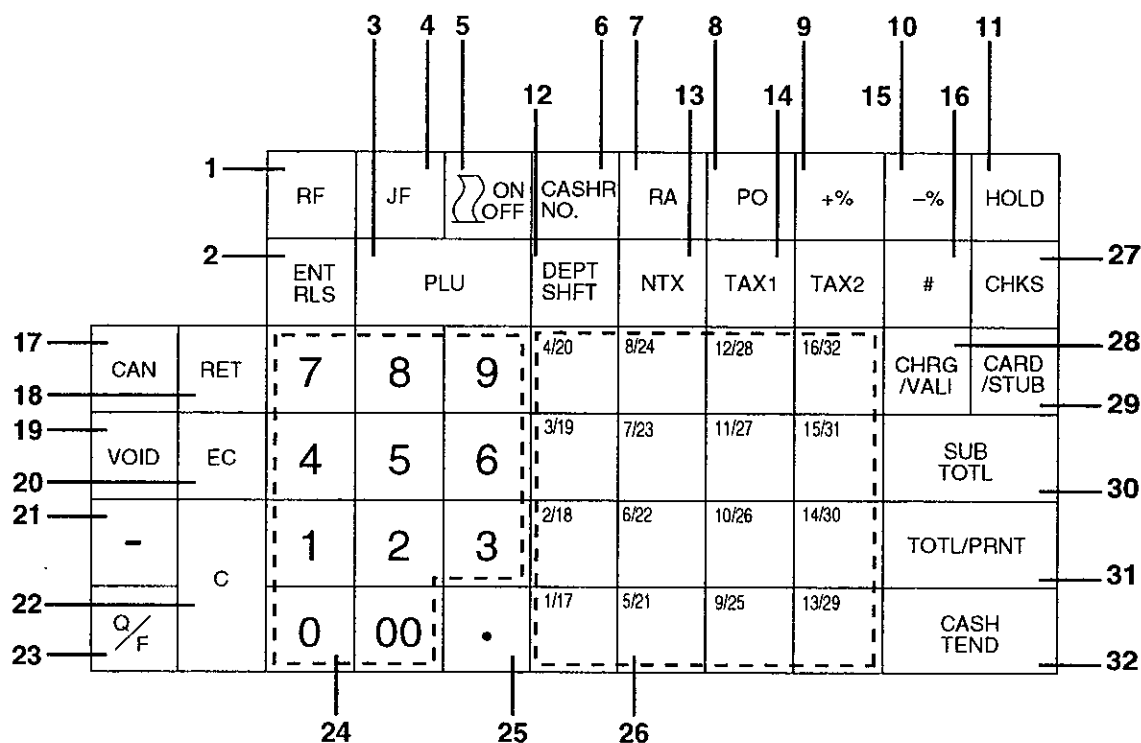 3 4 5 6 7 8 9 10 11
12 13 14 15 16
1 RF JF ON CASHR RA PO +% –% HOLD
OFF NO.
2 ENT PLU DEPT NTX TAX1 TAX2 # CHKS 27
RLS SHFT
17 CAN RET 7 8 9 4/20 8/24 12/28 16/32 CHRG CARD 28
18 /VALI /STUB 29
19 VOID EC 4 5 6 3/19 7/23 11/27 15/31 SUB
20 TOTL 30
21 - 1 2 3 2/18 6/22 10/26 14/30 TOTL/PRNT
C 31
22 Q/F 0 00 • 1/17 5/21 9/25 13/29 CASH
23 TEND 32
24 25 26